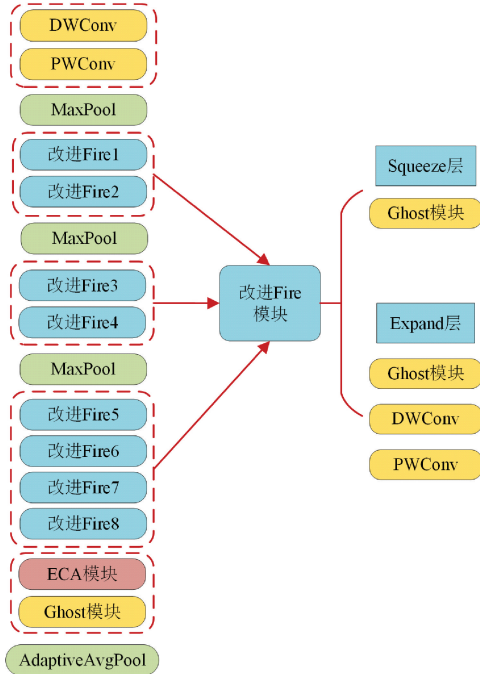 DWConv
PWConv
MaxPool
改进Fire1
改进Fire2
MaxPool
改进Fire3
改进Fire4
MaxPool
改进Fire5
改进Fire6
改进Fire7
改进Fire8
ECA模块
Ghost模块
AdaptiveAvgPool
改进Fire
模块
Squeeze层
Ghost模块
Expand层
Ghost模块
DWConv
PWConv